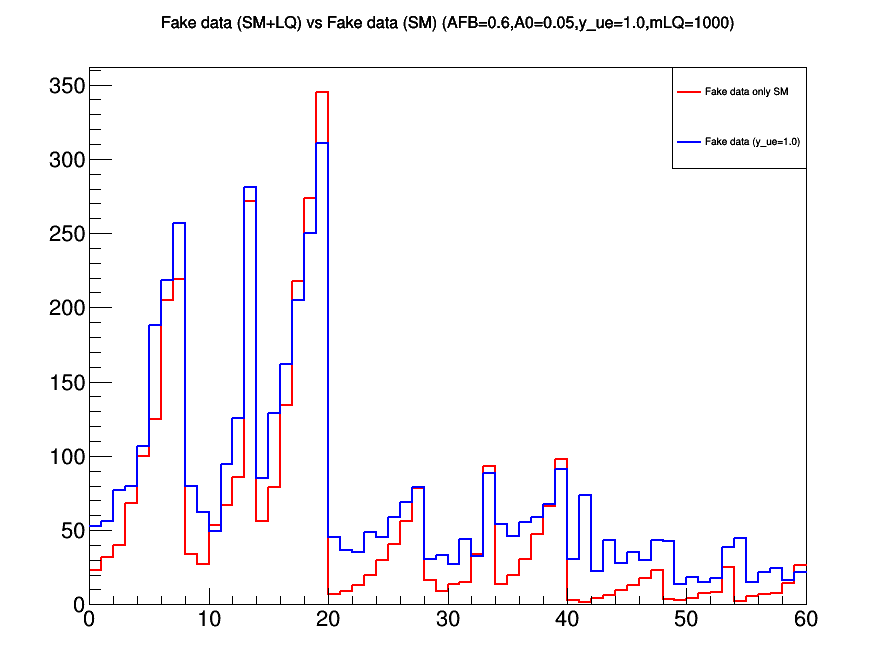 Fake data (SM+LQ) vs Fake data (SM) (AFB=0.6,A0=0.05,y_ue=1.0,mLQ=1000)
350
Fake data only SM
300
Fake data (y_ue=1.0)
250
200
150
100
50
0
0 10 20 30 40 50 60